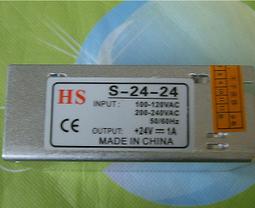 HS
S-24-24
INPUT: 100-120VAC
200-240VAC
50/60Hz
CE
OUTPUT: +24V ⎓ 1A
MADE IN CHINA